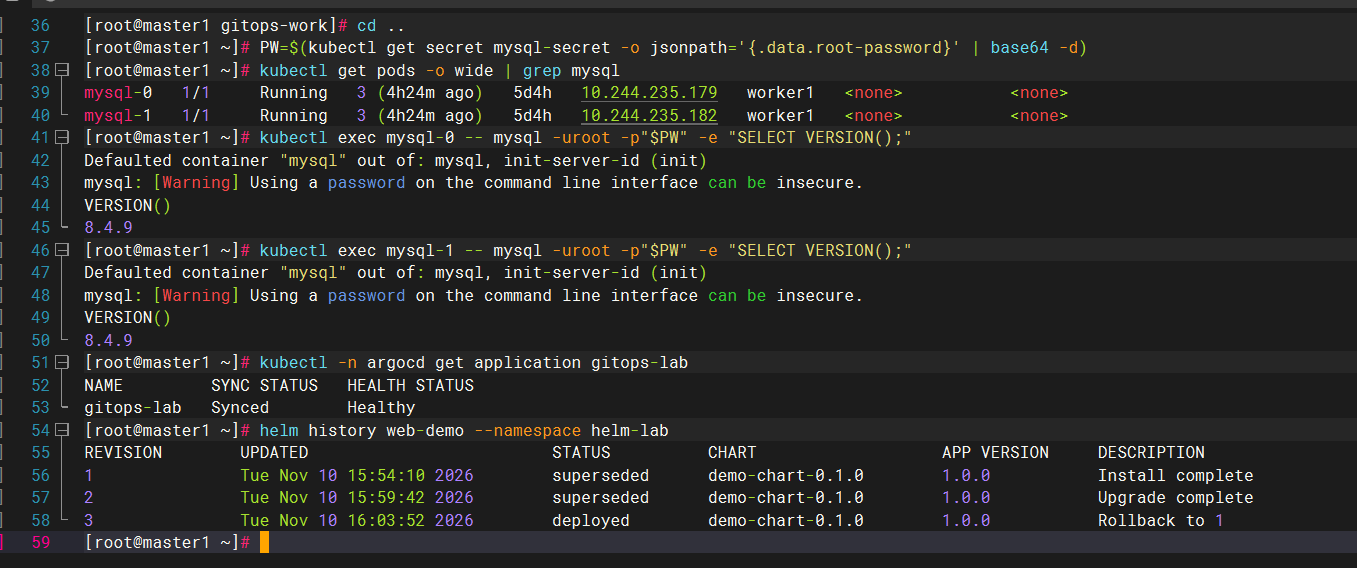 36 [root@master1 gitops-work]# cd ..
37 [root@master1 ~]# PW=$(kubectl get secret mysql-secret -o jsonpath='{.data.root-password}' | base64 -d)
38 [root@master1 ~]# kubectl get pods -o wide | grep mysql
39 mysql-0   1/1     Running   3 (4h24m ago)   5d4h   10.244.235.179   worker1   <none>           <none>
40 mysql-1   1/1     Running   3 (4h24m ago)   5d4h   10.244.235.182   worker1   <none>           <none>
41 [root@master1 ~]# kubectl exec mysql-0 -- mysql -uroot -p"$PW" -e "SELECT VERSION();"
42 Defaulted container "mysql" out of: mysql, init-server-id (init)
43 mysql: [Warning] Using a password on the command line interface can be insecure.
44 VERSION()
45 8.4.9
46 [root@master1 ~]# kubectl exec mysql-1 -- mysql -uroot -p"$PW" -e "SELECT VERSION();"
47 Defaulted container "mysql" out of: mysql, init-server-id (init)
48 mysql: [Warning] Using a password on the command line interface can be insecure.
49 VERSION()
50 8.4.9
51 [root@master1 ~]# kubectl -n argocd get application gitops-lab
52 NAME         SYNC STATUS   HEALTH STATUS
53 gitops-lab   Synced        Healthy
54 [root@master1 ~]# helm history web-demo --namespace helm-lab
55 REVISION        UPDATED                         STATUS          CHART                   APP VERSION     DESCRIPTION
56 1               Tue Nov 10 15:54:10 2026        superseded      demo-chart-0.1.0        1.0.0           Install complete
57 2               Tue Nov 10 15:59:42 2026        superseded      demo-chart-0.1.0        1.0.0           Upgrade complete
58 3               Tue Nov 10 16:03:52 2026        deployed        demo-chart-0.1.0        1.0.0           Rollback to 1
59 [root@master1 ~]#